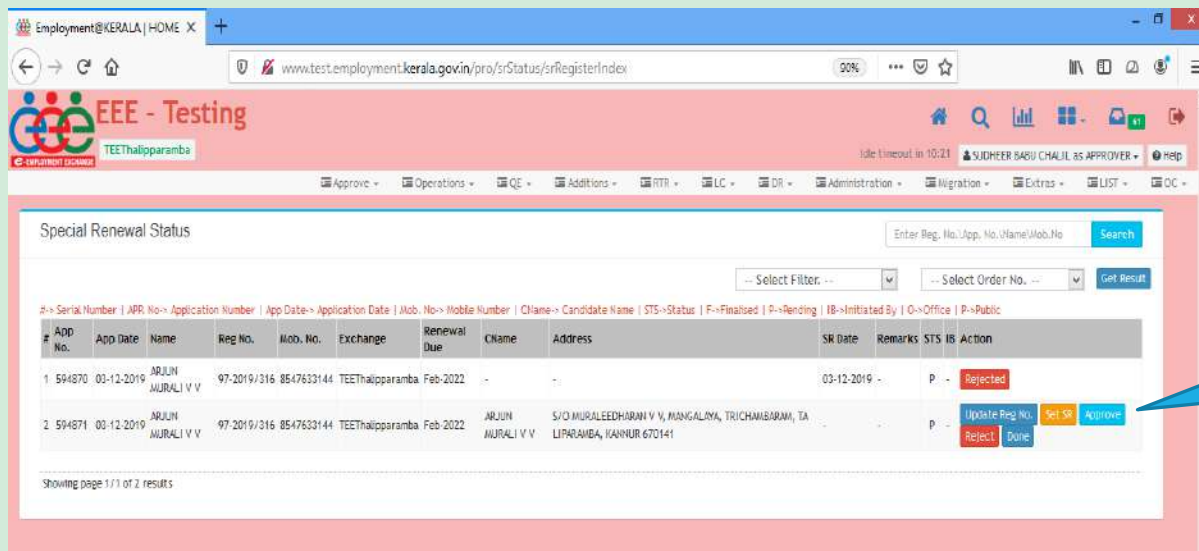 Employment@KERALA | HOME X +
www.test.employment.kerala.gov.in/pro/srStatus/srRegisterIndex 90%
EEE - Testing
TEEThalipparamba
e-EMPLOYMENT EXCHANGE
61
Idle timeout in 10:21 SUDHEER BABU CHALIL as APPROVER Help
Approve Operations QE Additions RTR LC DR Administration Migration Extras LIST OC
Special Renewal Status
Enter Reg. No.\App. No.\Name\Mob.No Search
-- Select Filter. -- -- Select Order No. -- Get Result
#-> Serial Number | APP. No-> Application Number | App Date-> Application Date | Mob. No-> Mobile Number | CName-> Candidate Name | STS->Status | F->Finalised | P->Pending | IB->Initiated By | O->Office | P->Public
# App No. App Date Name Reg No. Mob. No. Exchange Renewal Due CName Address SR Date Remarks STS IB Action
1 594870 03-12-2019 ARJUN MURALI V V 97-2019/316 8547633144 TEEThalipparamba Feb-2022 - - 03-12-2019 - P - Rejected
2 594871 03-12-2019 ARJUN MURALI V V 97-2019/316 8547633144 TEEThalipparamba Feb-2022 ARJUN MURALI V V S/O MURALEEDHARAN V V, MANGALAYA, TRICHAMBARAM, TA LIPARAMBA, KANNUR 670141 - - P - Update Reg No. Set SR Approve
Reject Done
Showing page 1/1 of 2 results